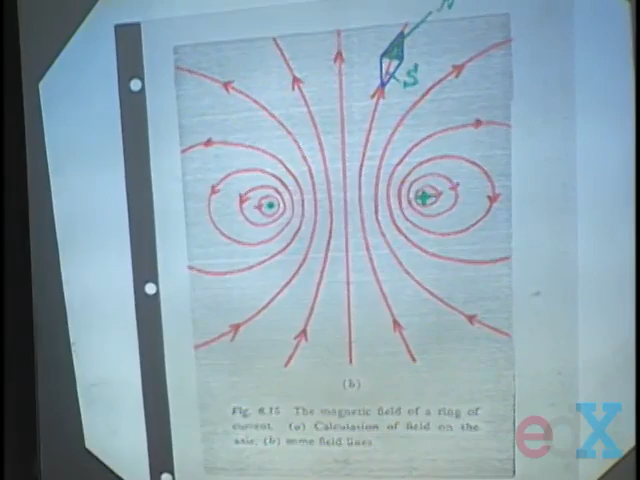 N
S
(b)
Fig. 6.15 The magnetic field of a ring of
current. (a) Calculation of field on the
axis; (b) some field lines.
edX